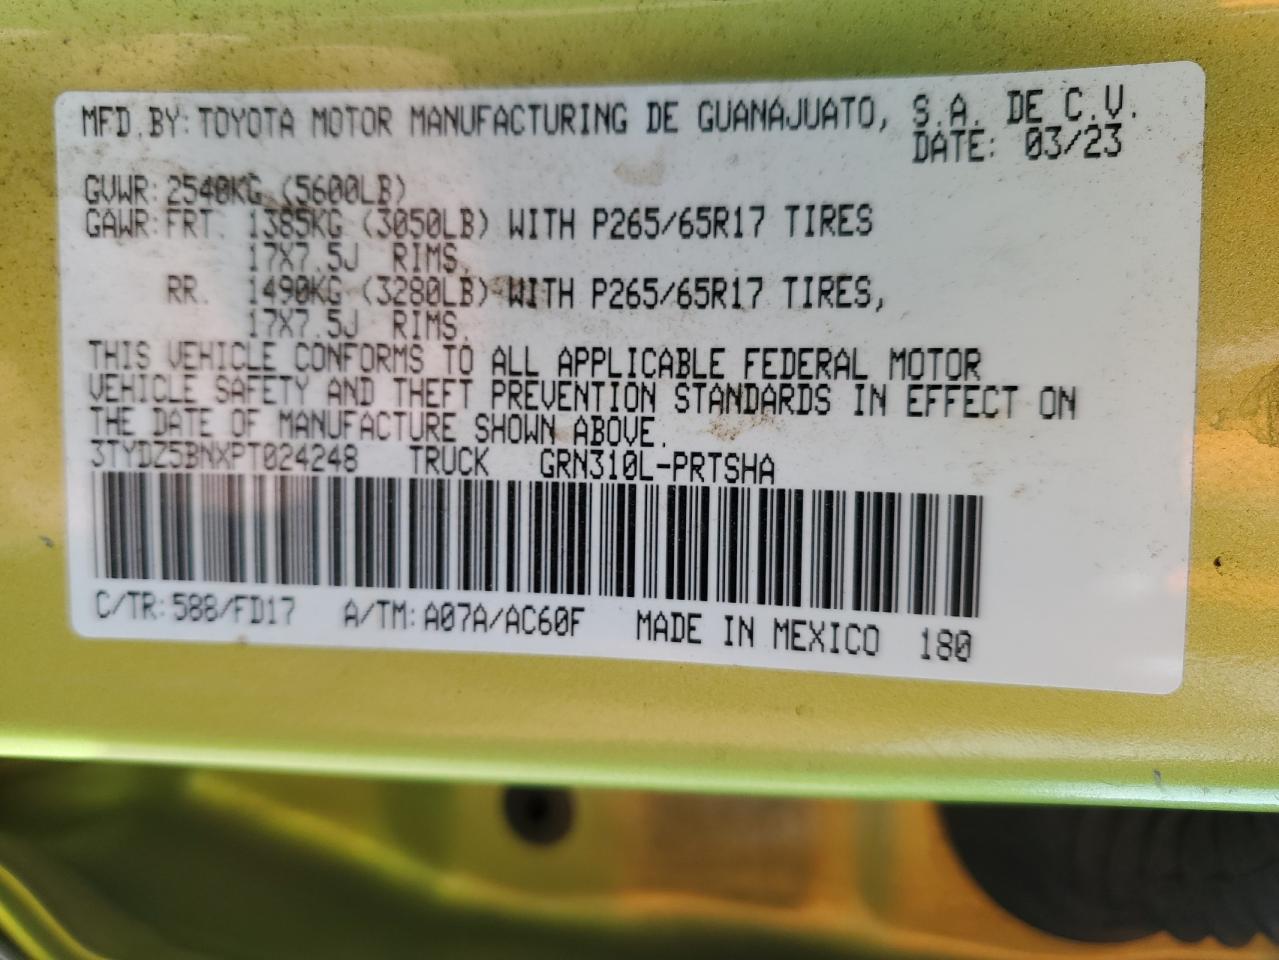 MFD.BY: TOYOTA MOTOR MANUFACTURING DE GUANAJUATO, S.A. DE C.V.
DATE: 03/23
GVWR: 2540KG (5600LB)
GAWR: FRT. 1385KG (3050LB) WITH P265/65R17 TIRES
17X7.5J RIMS,
RR. 1490KG (3280LB) WITH P265/65R17 TIRES,
17X7.5J RIMS,
THIS VEHICLE CONFORMS TO ALL APPLICABLE FEDERAL MOTOR
VEHICLE SAFETY AND THEFT PREVENTION STANDARDS IN EFFECT ON
THE DATE OF MANUFACTURE SHOWN ABOVE.
3TYDZ5BNXPT024248 TRUCK GRN310L-PRTSHA
C/TR: 588/FD17 A/TM: A07A/AC60F MADE IN MEXICO 180